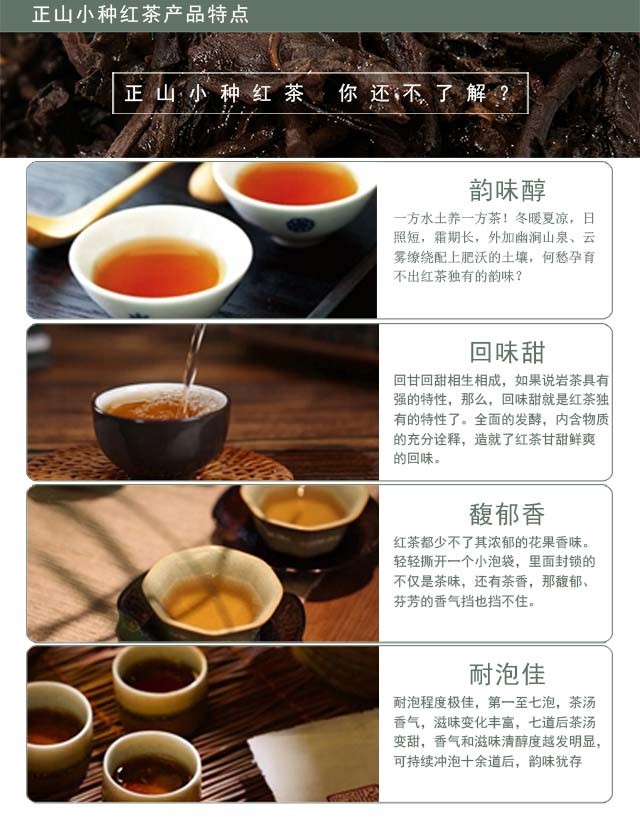 正山小种红茶产品特点
正山小种红茶 你还不了解?
韵味醇
一方水土养一方茶！冬暖夏凉，日
照短，霜期长，外加幽涧山泉、云
雾缭绕配上肥沃的土壤，何愁孕育
不出红茶独有的韵味？
回味甜
回甘回甜相生相成，如果说岩茶具有
强的特性，那么，回味甜就是红茶独
有的特性了。全面的发酵，内含物质
的充分诠释，造就了红茶甘甜鲜爽
的回味。
馥郁香
红茶都少不了其浓郁的花果香味。
轻轻撕开一个小泡袋，里面封锁的
不仅是茶味，还有茶香，那馥郁、
芬芳的香气挡也挡不住。
耐泡佳
耐泡程度极佳，第一至七泡，茶汤
香气，滋味变化丰富，七道后茶汤
变甜，香气和滋味清醇度越发明显，
可持续冲泡十余道后，韵味犹存